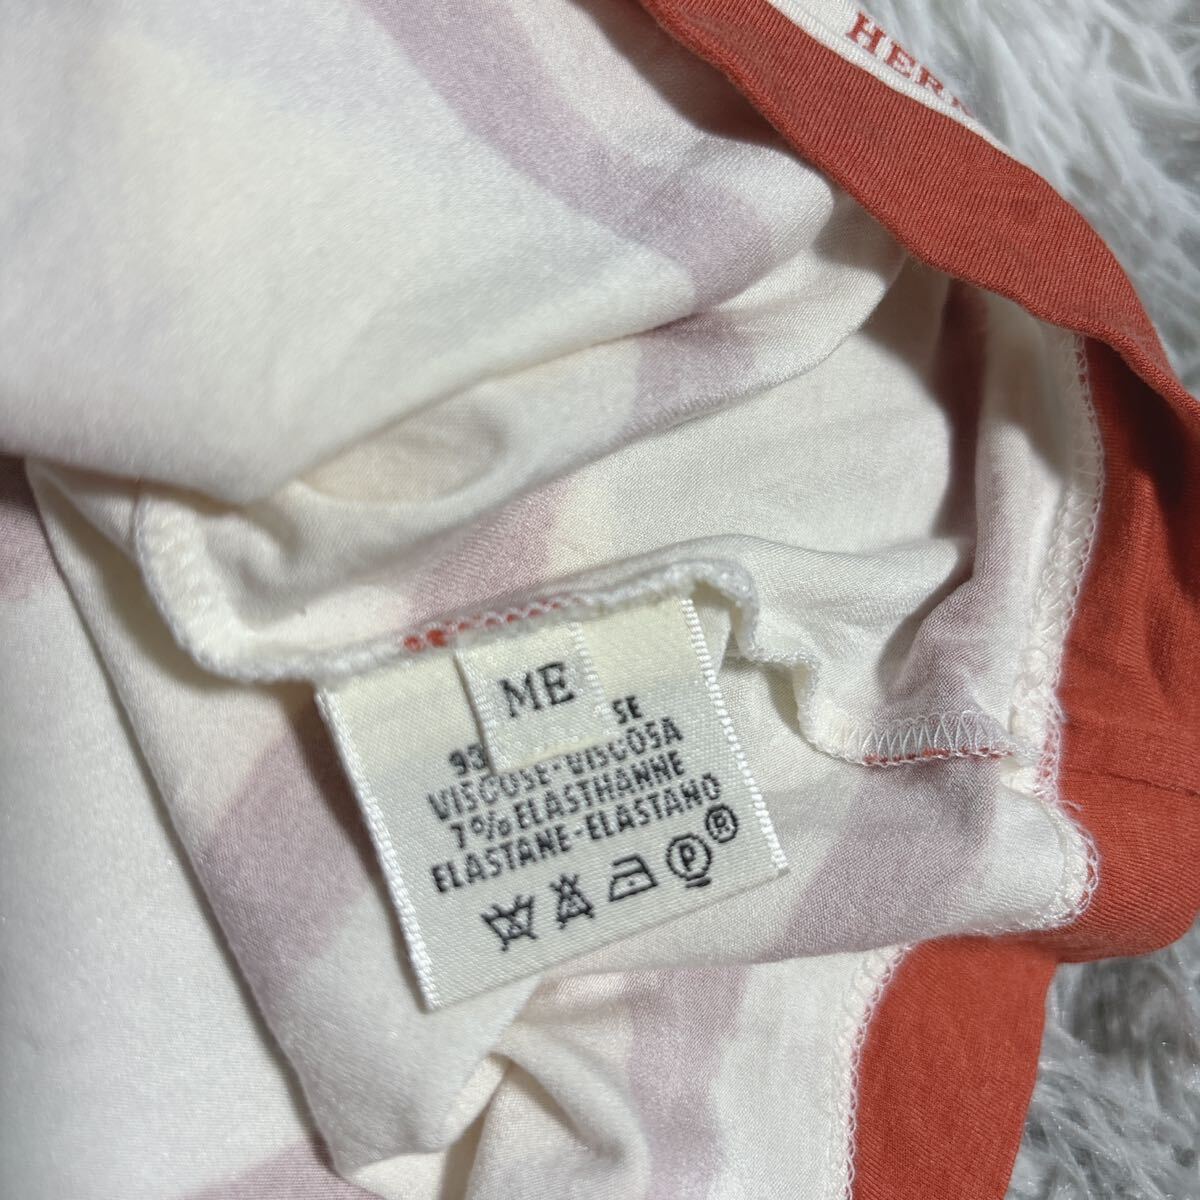 HER
ME
SE
93
VISCOSE-VISCOSA
7% ELASTHANNE
ELASTANE-ELASTANO
P®